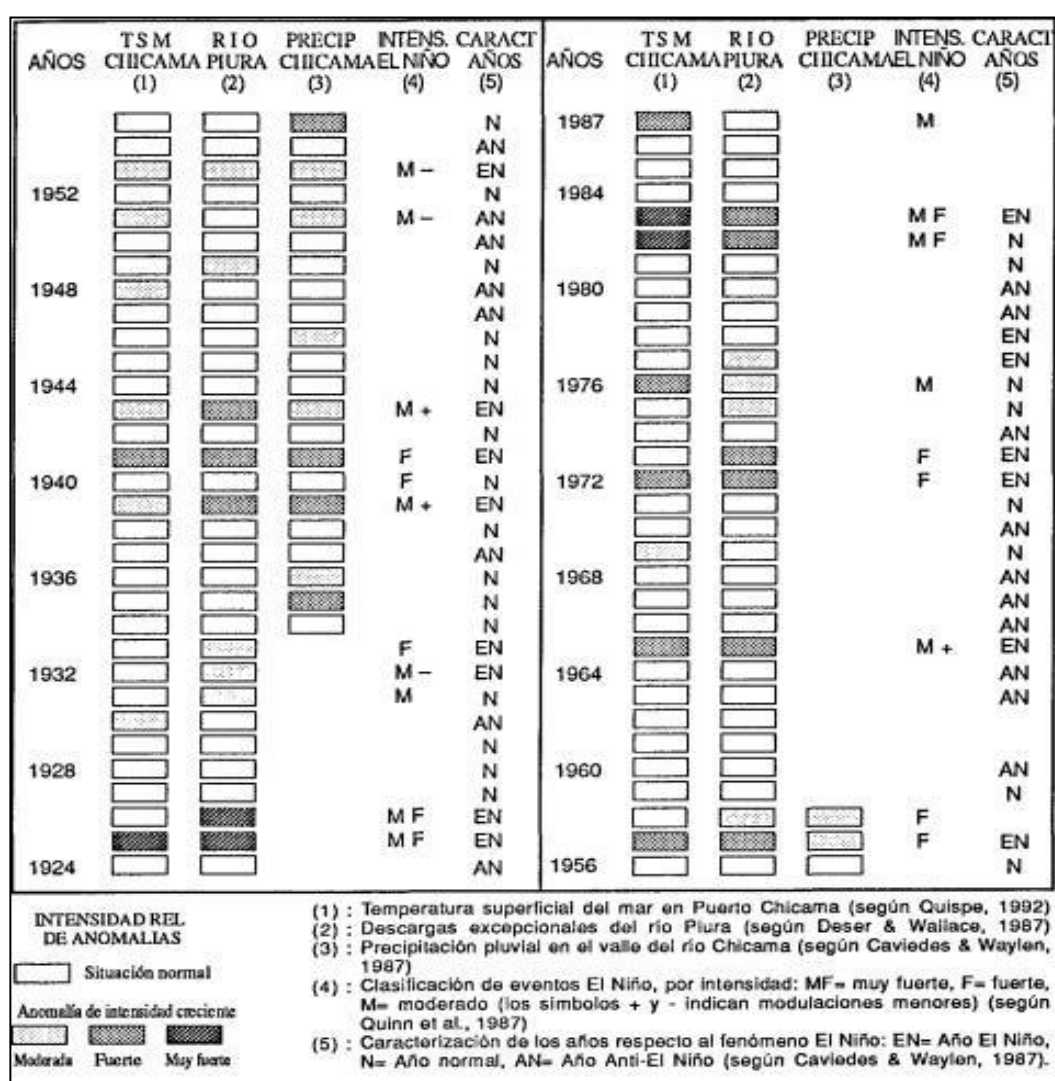 T S M R I O PRECIP INTENS. CARACT
AÑOS CHICAMA PIURA CHICAMA EL NIÑO AÑOS
(1) (2) (3) (4) (5)
N
AN
M – EN
1952 N
M – AN
AN
N
1948 AN
AN
N
N
1944 N
M + EN
N
F EN
1940 F N
M + EN
N
AN
1936 N
N
N
F EN
1932 M – EN
M N
AN
N
1928 N
N
M F EN
M F EN
1924 AN
T S M R I O PRECIP INTENS. CARACT
AÑOS CHICAMA PIURA CHICAMA EL NIÑO AÑOS
(1) (2) (3) (4) (5)
1987 M
1984
M F EN
M F N
N
1980 AN
AN
EN
EN
1976 M N
N
AN
F EN
1972 F EN
N
AN
N
1968 AN
AN
AN
M + EN
1964 AN
AN
1960 AN
N
F
F EN
1956 N
INTENSIDAD REL
DE ANOMALIAS
Situación normal
Anomalía de intensidad creciente
Moderada Fuerte Muy fuerte
(1) : Temperatura superficial del mar en Puerto Chicama (según Quispe, 1992)
(2) : Descargas excepcionales del río Piura (según Deser & Wallace, 1987)
(3) : Precipitación pluvial en el valle del río Chicama (según Caviedes & Waylen,
1987)
(4) : Clasificación de eventos El Niño, por intensidad: MF= muy fuerte, F= fuerte,
M= moderado (los símbolos + y - indican modulaciones menores) (según
Quinn et al., 1987)
(5) : Caracterización de los años respecto al fenómeno El Niño: EN= Año El Niño,
N= Año normal, AN= Año Anti-El Niño (según Caviedes & Waylen, 1987).